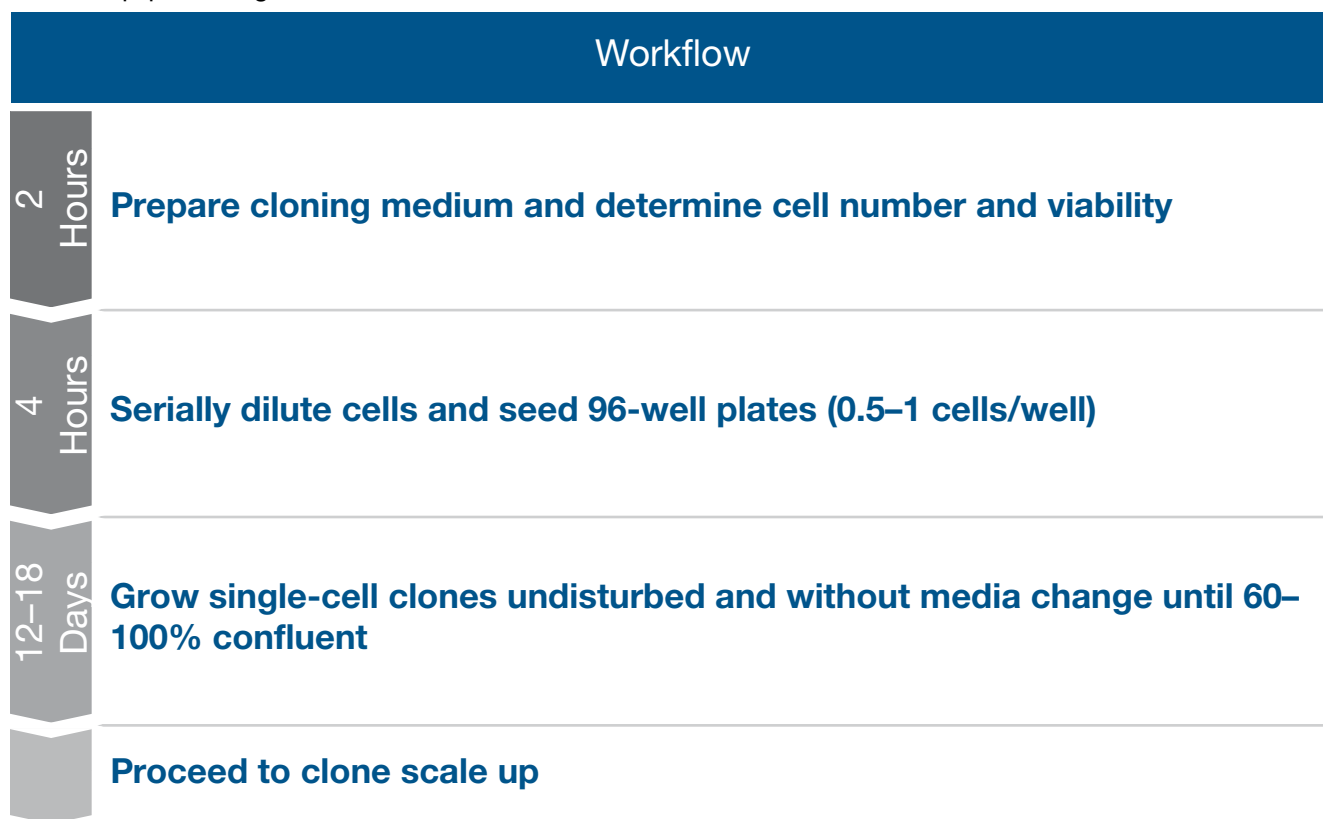 Workflow
2
Hours
Prepare cloning medium and determine cell number and viability
4
Hours
Serially dilute cells and seed 96-well plates (0.5–1 cells/well)
12–18
Days
Grow single-cell clones undisturbed and without media change until 60–
100% confluent
Proceed to clone scale up